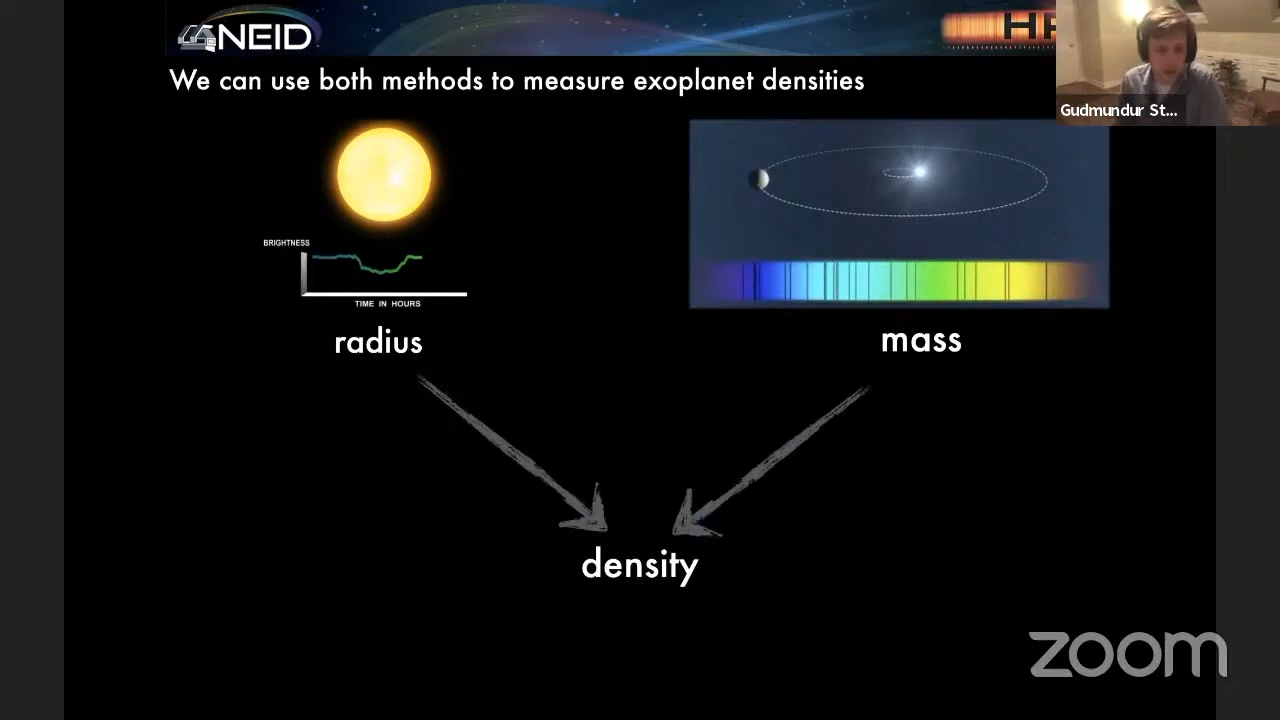 NEID
HP
We can use both methods to measure exoplanet densities
Gudmundur St...
BRIGHTNESS
TIME IN HOURS
radius
mass
density
zoom